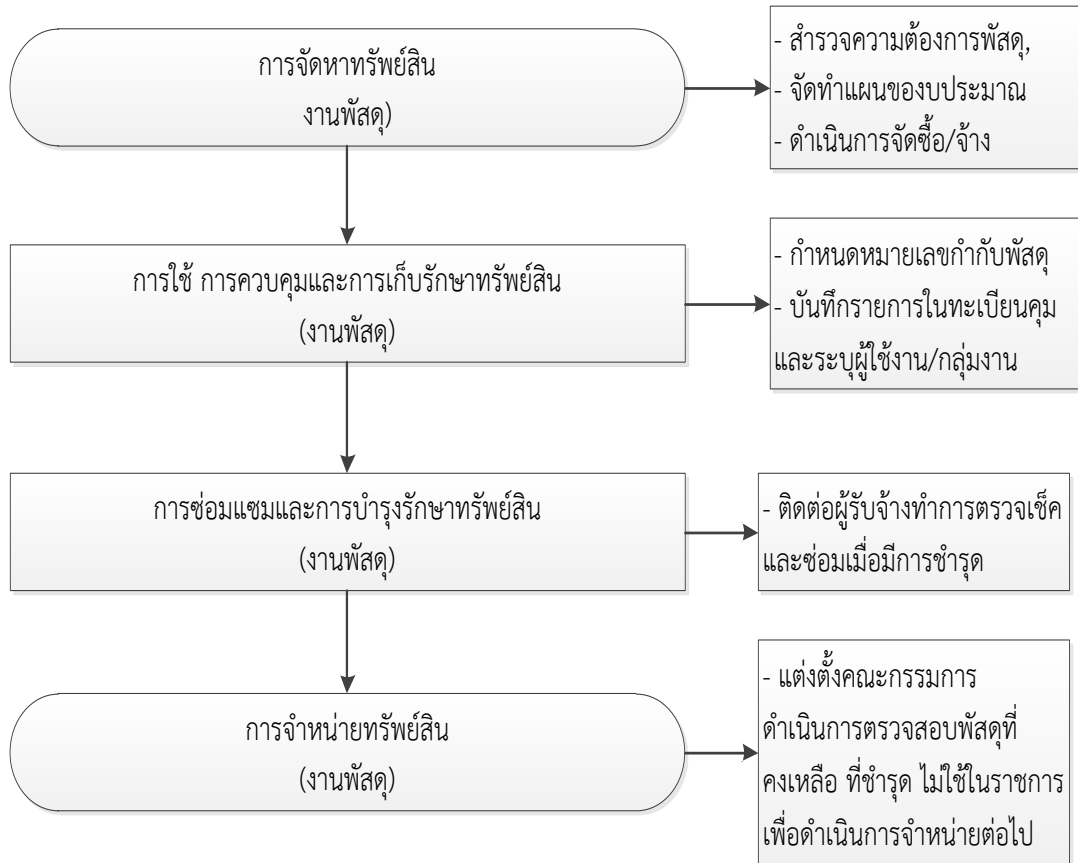 การจัดหาทรัพย์สิน
งานพัสดุ)
- สำรวจความต้องการพัสดุ,
- จัดทำแผนของบประมาณ
- ดำเนินการจัดซื้อ/จ้าง
การใช้ การควบคุมและการเก็บรักษาทรัพย์สิน
(งานพัสดุ)
- กำหนดหมายเลขกำกับพัสดุ
- บันทึกรายการในทะเบียนคุม
และระบุผู้ใช้งาน/กลุ่มงาน
การซ่อมแซมและการบำรุงรักษาทรัพย์สิน
(งานพัสดุ)
- ติดต่อผู้รับจ้างทำการตรวจเช็ค
และซ่อมเมื่อมีการชำรุด
การจำหน่ายทรัพย์สิน
(งานพัสดุ)
- แต่งตั้งคณะกรรมการ
ดำเนินการตรวจสอบพัสดุที่
คงเหลือ ที่ชำรุด ไม่ใช้ในราชการ
เพื่อดำเนินการจำหน่ายต่อไป